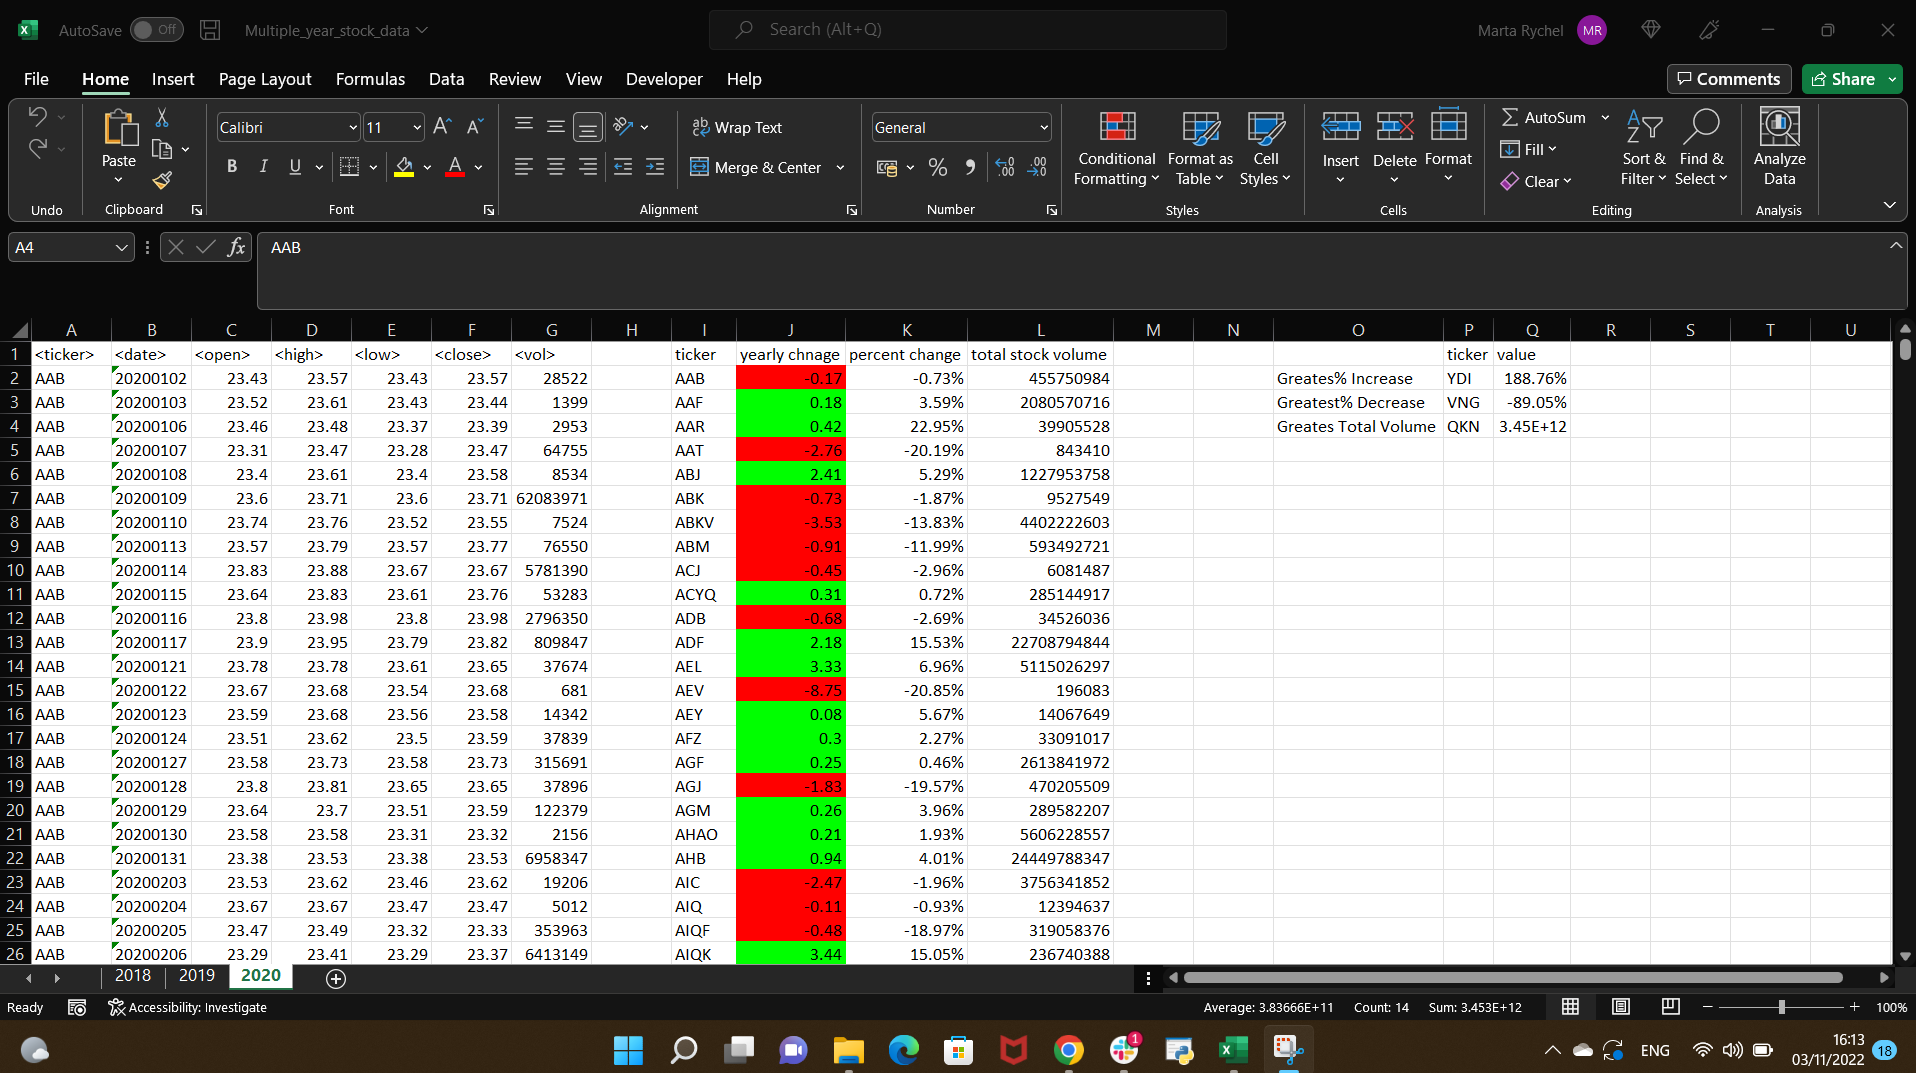 AutoSave Off Multiple_year_stock_data Search (Alt+Q) Marta Rychel MR
File Home Insert Page Layout Formulas Data Review View Developer Help Comments Share
Calibri 11 Wrap Text General AutoSum
Paste B I U A Merge & Center Conditional Formatting Format as Table Cell Styles Insert Delete Format Fill Clear Sort & Filter Find & Select Analyze Data
Undo Clipboard Font Alignment Number Styles Cells Editing Analysis
A4 fx AAB
A B C D E F G H I J K L M N O P Q R S T U
1 <ticker> <date> <open> <high> <low> <close> <vol> ticker yearly chnage percent change total stock volume ticker value
2 AAB 20200102 23.43 23.57 23.43 23.57 28522 AAB -0.17 -0.73% 455750984 Greates% Increase YDI 188.76%
3 AAB 20200103 23.52 23.61 23.43 23.44 1399 AAF 0.18 3.59% 2080570716 Greatest% Decrease VNG -89.05%
4 AAB 20200106 23.46 23.48 23.37 23.39 2953 AAR 0.42 22.95% 39905528 Greates Total Volume QKN 3.45E+12
5 AAB 20200107 23.31 23.47 23.28 23.47 64755 AAT -2.76 -20.19% 843410
6 AAB 20200108 23.4 23.61 23.4 23.58 8534 ABJ 2.41 5.29% 1227953758
7 AAB 20200109 23.6 23.71 23.6 23.71 62083971 ABK -0.73 -1.87% 9527549
8 AAB 20200110 23.74 23.76 23.52 23.55 7524 ABKV -3.53 -13.83% 4402222603
9 AAB 20200113 23.57 23.79 23.57 23.77 76550 ABM -0.91 -11.99% 593492721
10 AAB 20200114 23.83 23.88 23.67 23.67 5781390 ACJ -0.45 -2.96% 6081487
11 AAB 20200115 23.64 23.83 23.61 23.76 53283 ACYQ 0.31 0.72% 285144917
12 AAB 20200116 23.8 23.98 23.8 23.98 2796350 ADB -0.68 -2.69% 34526036
13 AAB 20200117 23.9 23.95 23.79 23.82 809847 ADF 2.18 15.53% 22708794844
14 AAB 20200121 23.78 23.78 23.61 23.65 37674 AEL 3.33 6.96% 5115026297
15 AAB 20200122 23.67 23.68 23.54 23.68 681 AEV -8.75 -20.85% 196083
16 AAB 20200123 23.59 23.68 23.56 23.58 14342 AEY 0.08 5.67% 14067649
17 AAB 20200124 23.51 23.62 23.5 23.59 37839 AFZ 0.3 2.27% 33091017
18 AAB 20200127 23.58 23.73 23.58 23.73 315691 AGF 0.25 0.46% 2613841972
19 AAB 20200128 23.8 23.81 23.65 23.65 37896 AGJ -1.83 -19.57% 470205509
20 AAB 20200129 23.64 23.7 23.51 23.59 122379 AGM 0.26 3.96% 289582207
21 AAB 20200130 23.58 23.58 23.31 23.32 2156 AHAO 0.21 1.93% 5606228557
22 AAB 20200131 23.38 23.53 23.38 23.53 6958347 AHB 0.94 4.01% 24449788347
23 AAB 20200203 23.53 23.62 23.46 23.62 19206 AIC -2.47 -1.96% 3756341852
24 AAB 20200204 23.67 23.67 23.47 23.47 5012 AIQ -0.11 -0.93% 12394637
25 AAB 20200205 23.47 23.49 23.32 23.33 353963 AIQF -0.48 -18.97% 319058376
26 AAB 20200206 23.29 23.41 23.29 23.37 6413149 AIQK 3.44 15.05% 236740388
2018 2019 2020
Ready Accessibility: Investigate Average: 3.83666E+11 Count: 14 Sum: 3.453E+12 100%
1 ENG 16:13 18
03/11/2022